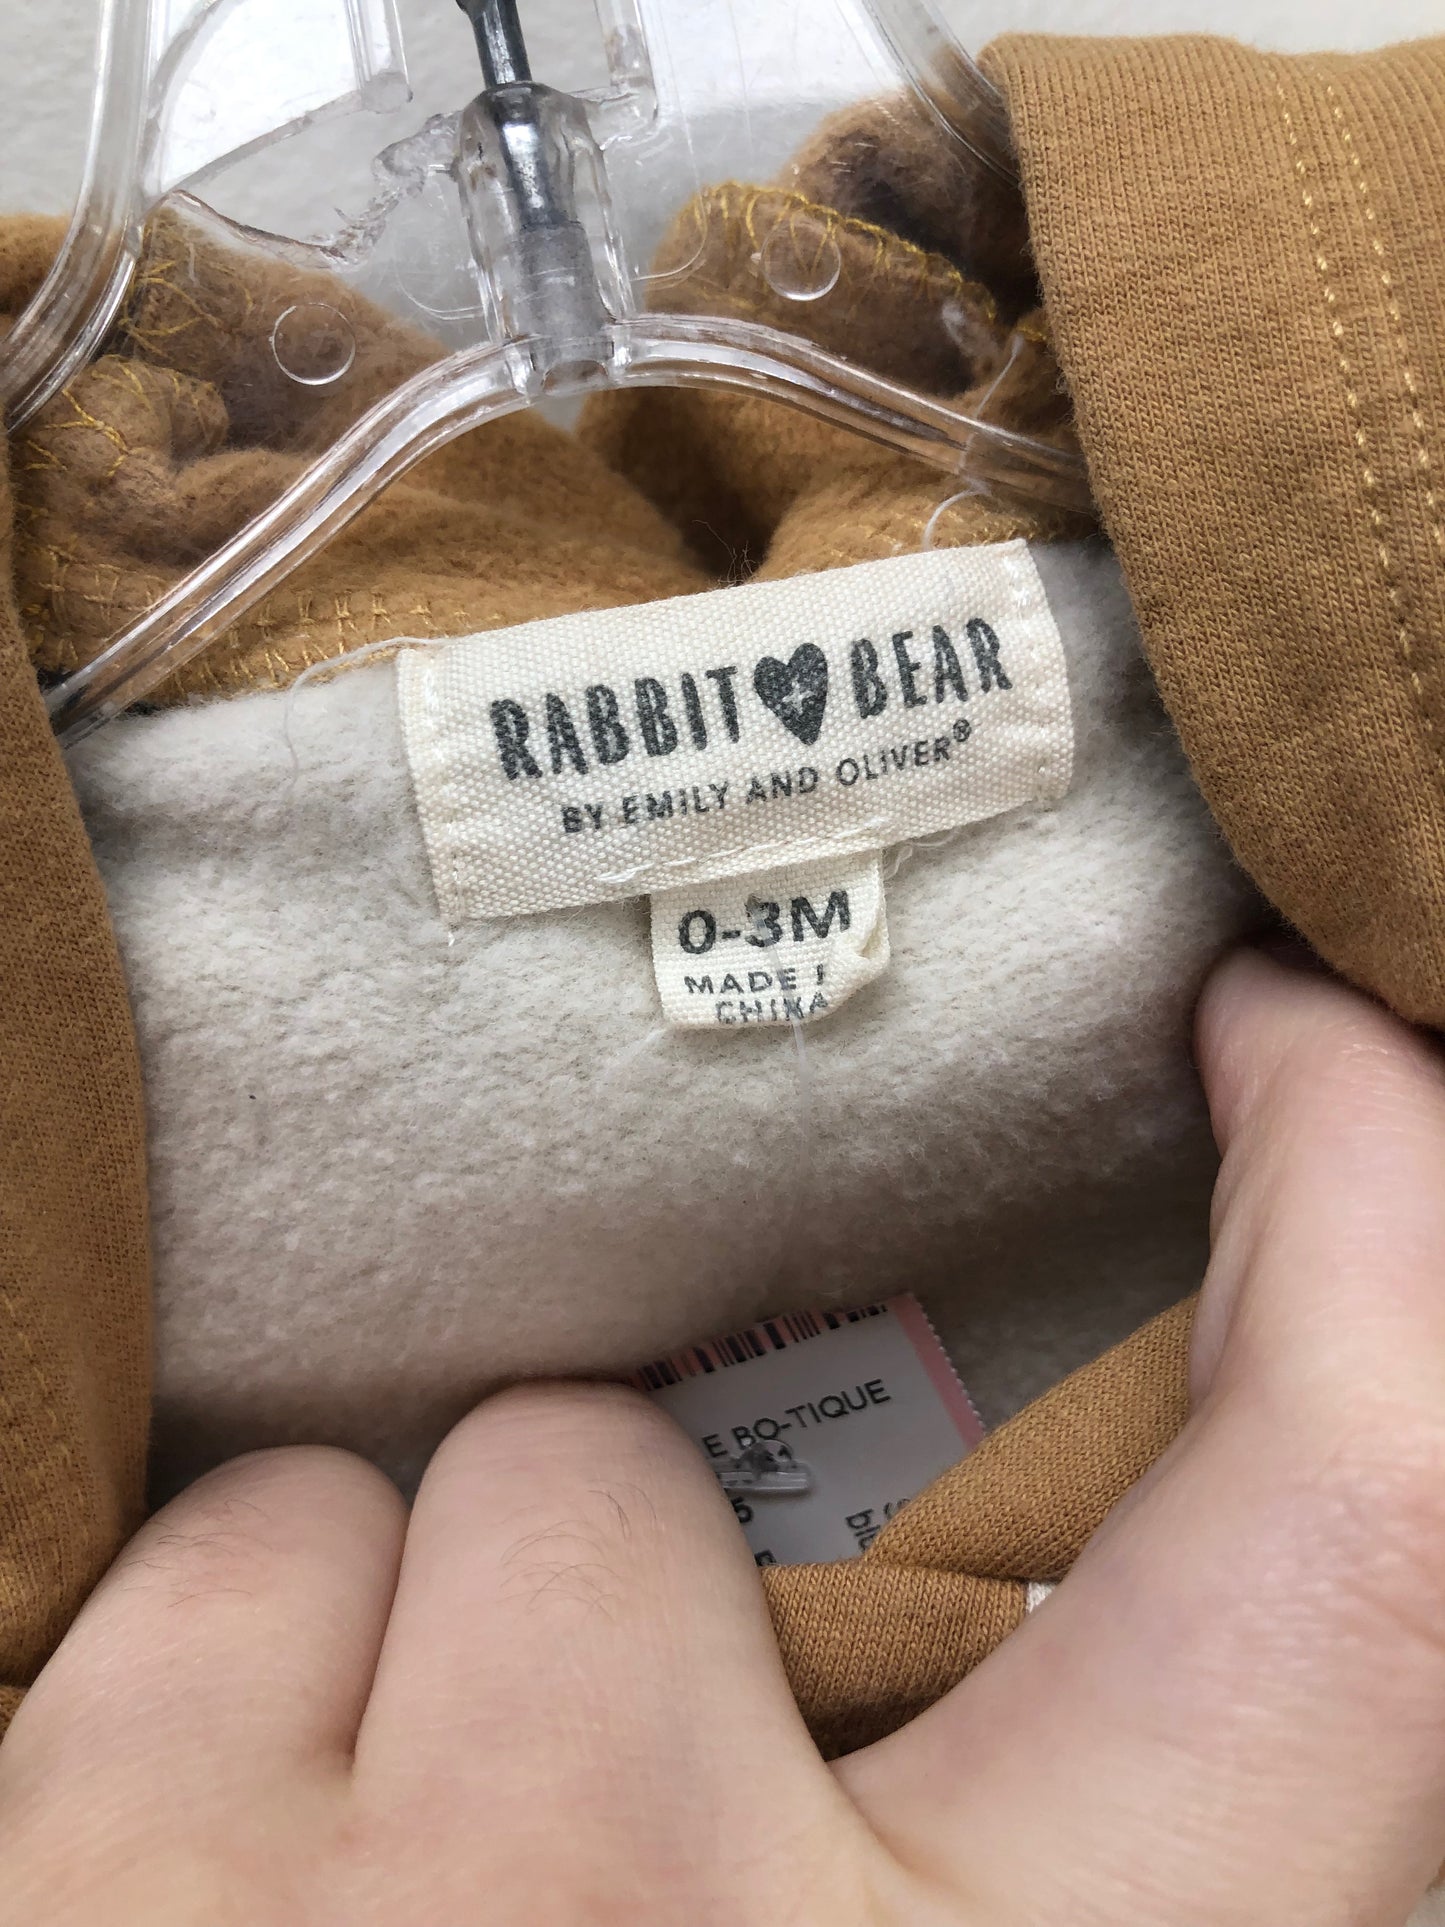 RABBIT BEAR
BY EMILY AND OLIVER®
0-3M
MADE I
CHINA
E BO-TIQUE